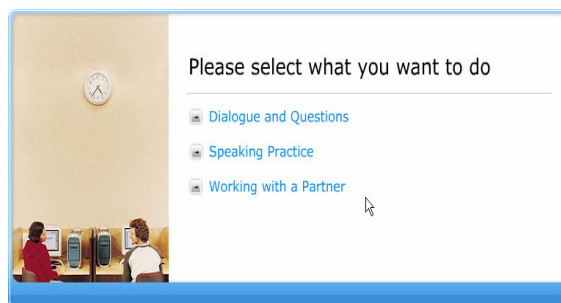 Please select what you want to do
Dialogue and Questions
Speaking Practice
Working with a Partner